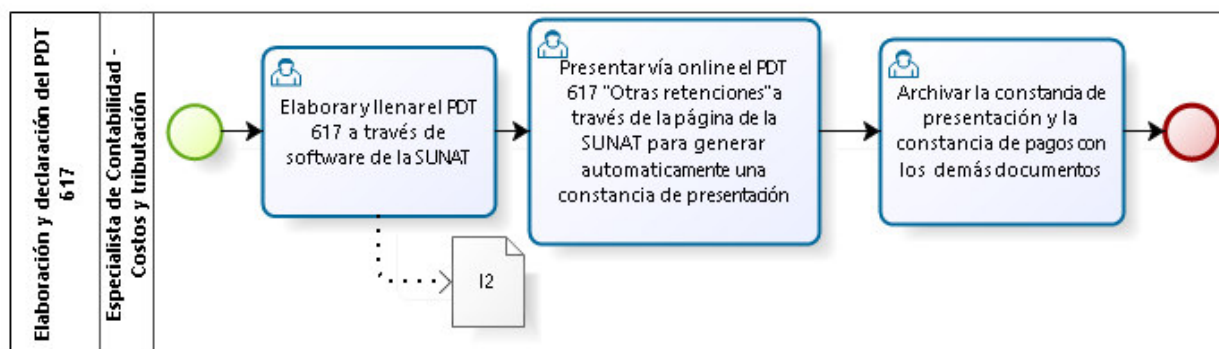 Elaboración y declaración del PDT
617
Especialista de Contabilidad -
Costos y tributación
Elaborar y llenar el PDT
617 a través de
software de la SUNAT
Presentar vía online el PDT
617 "Otras retenciones" a
través de la página de la
SUNAT para generar
automaticamente una
constancia de presentación
Archivar la constancia de
presentación y la
constancia de pagos con
los demás documentos
I2